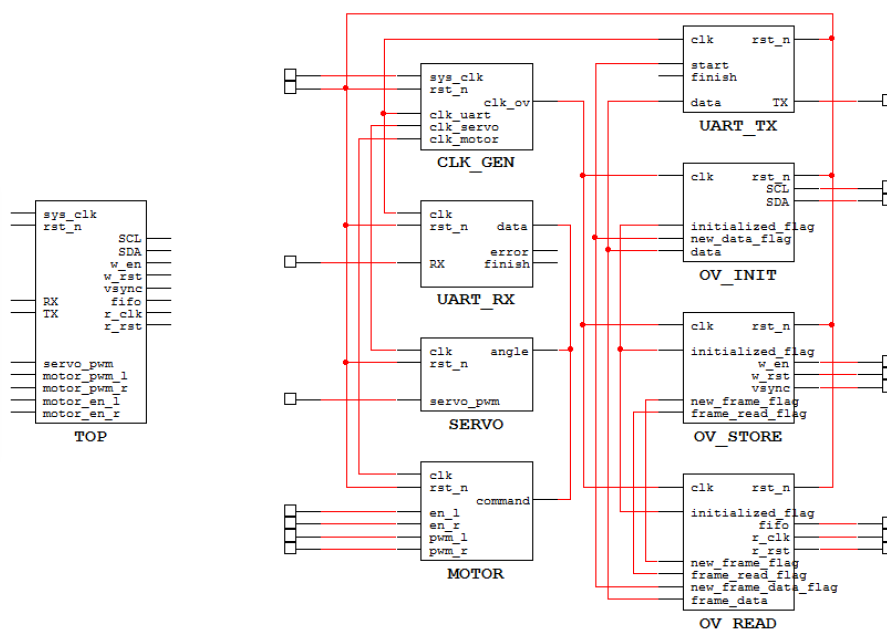 sys_clk
rst_n
SCL
SDA
w_en
w_rst
vsync
RX fifo
TX r_clk
r_rst
servo_pwm
motor_pwm_l
motor_pwm_r
motor_en_l
motor_en_r
TOP
sys_clk
rst_n
clk_ov
clk_uart
clk_servo
clk_motor
CLK_GEN
clk
rst_n data
error
RX finish
UART_RX
clk angle
rst_n
servo_pwm
SERVO
clk
rst_n
command
en_l
en_r
pwm_l
pwm_r
MOTOR
clk rst_n
start
finish
data TX
UART_TX
clk rst_n
SCL
SDA
initialized_flag
new_data_flag
data
OV_INIT
clk rst_n
initialized_flag
w_en
w_rst
vsync
new_frame_flag
frame_read_flag
OV_STORE
clk rst_n
initialized_flag
fifo
r_clk
r_rst
new_frame_flag
frame_read_flag
new_frame_data_flag
frame_data
OV_READ